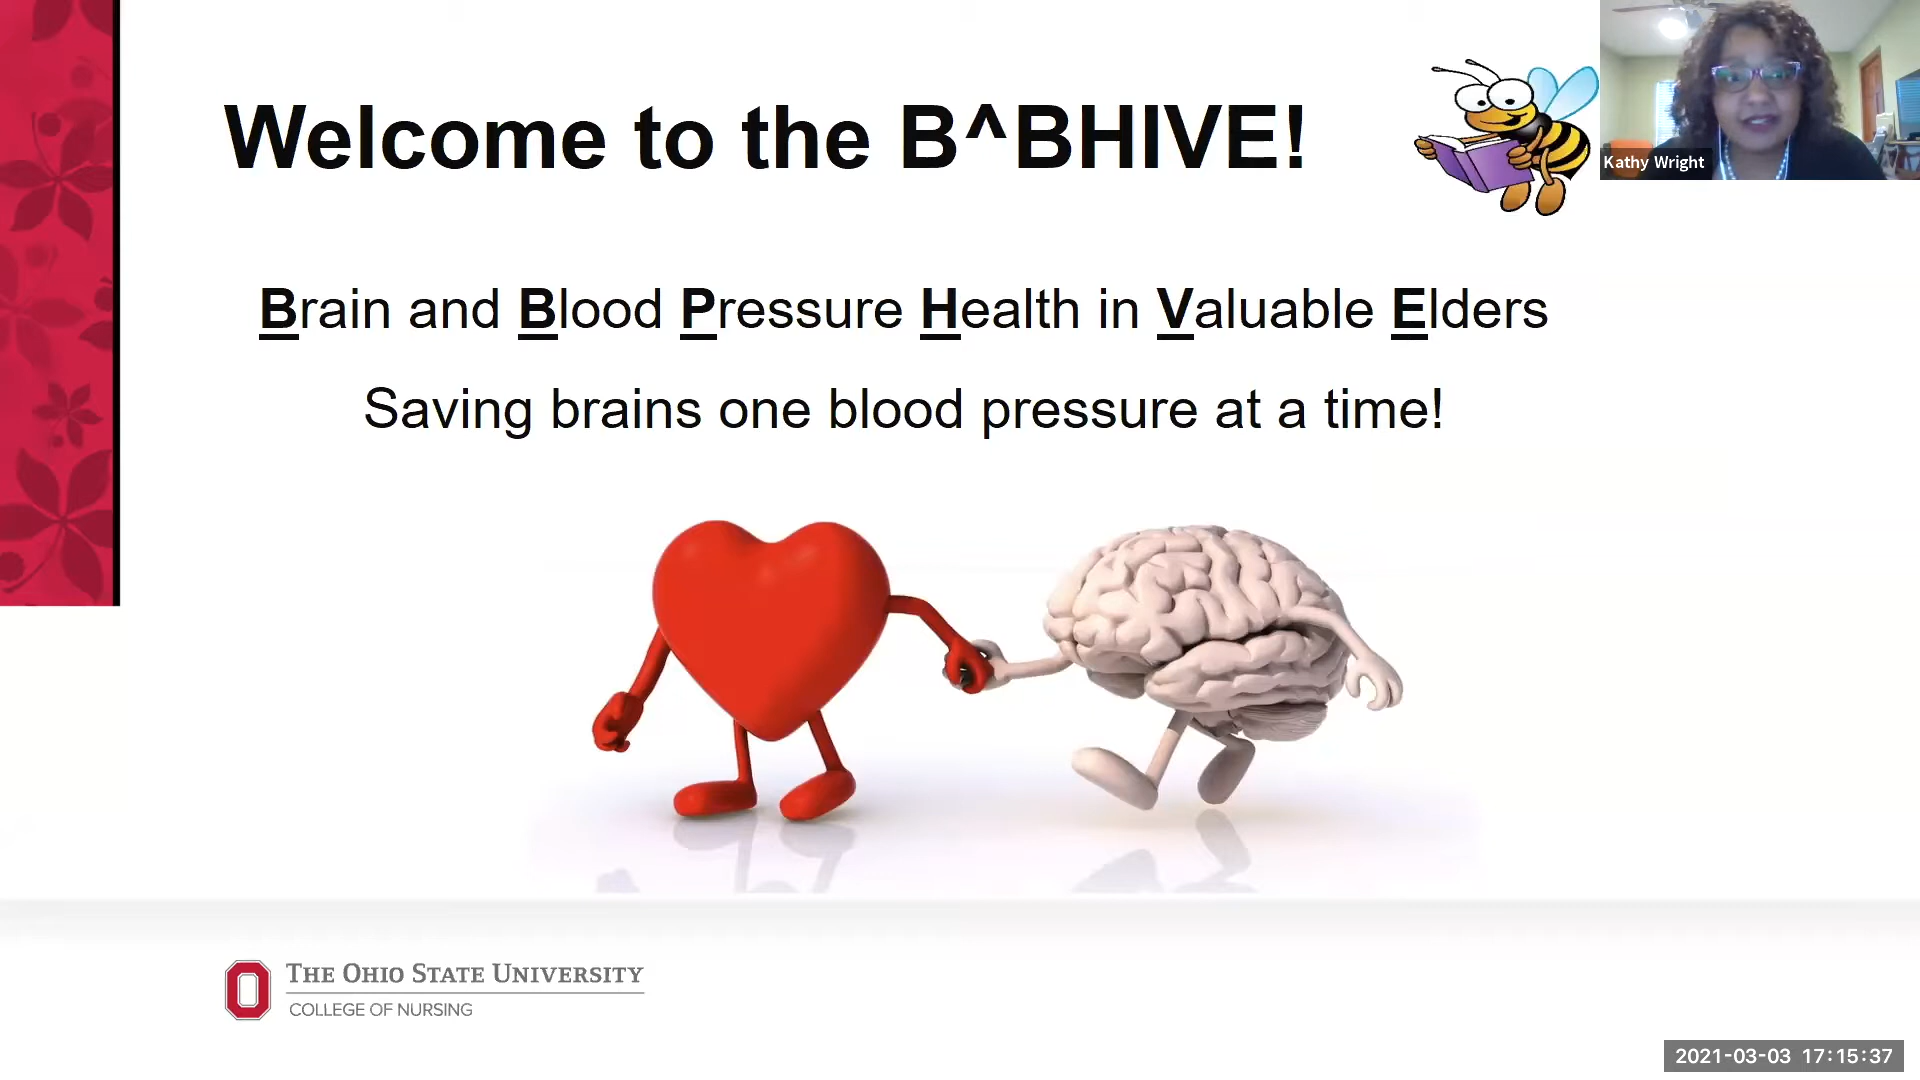 Welcome to the B^BHIVE!
Kathy Wright
Brain and Blood Pressure Health in Valuable Elders
Saving brains one blood pressure at a time!
THE OHIO STATE UNIVERSITY
COLLEGE OF NURSING
2021-03-03 17:15:37